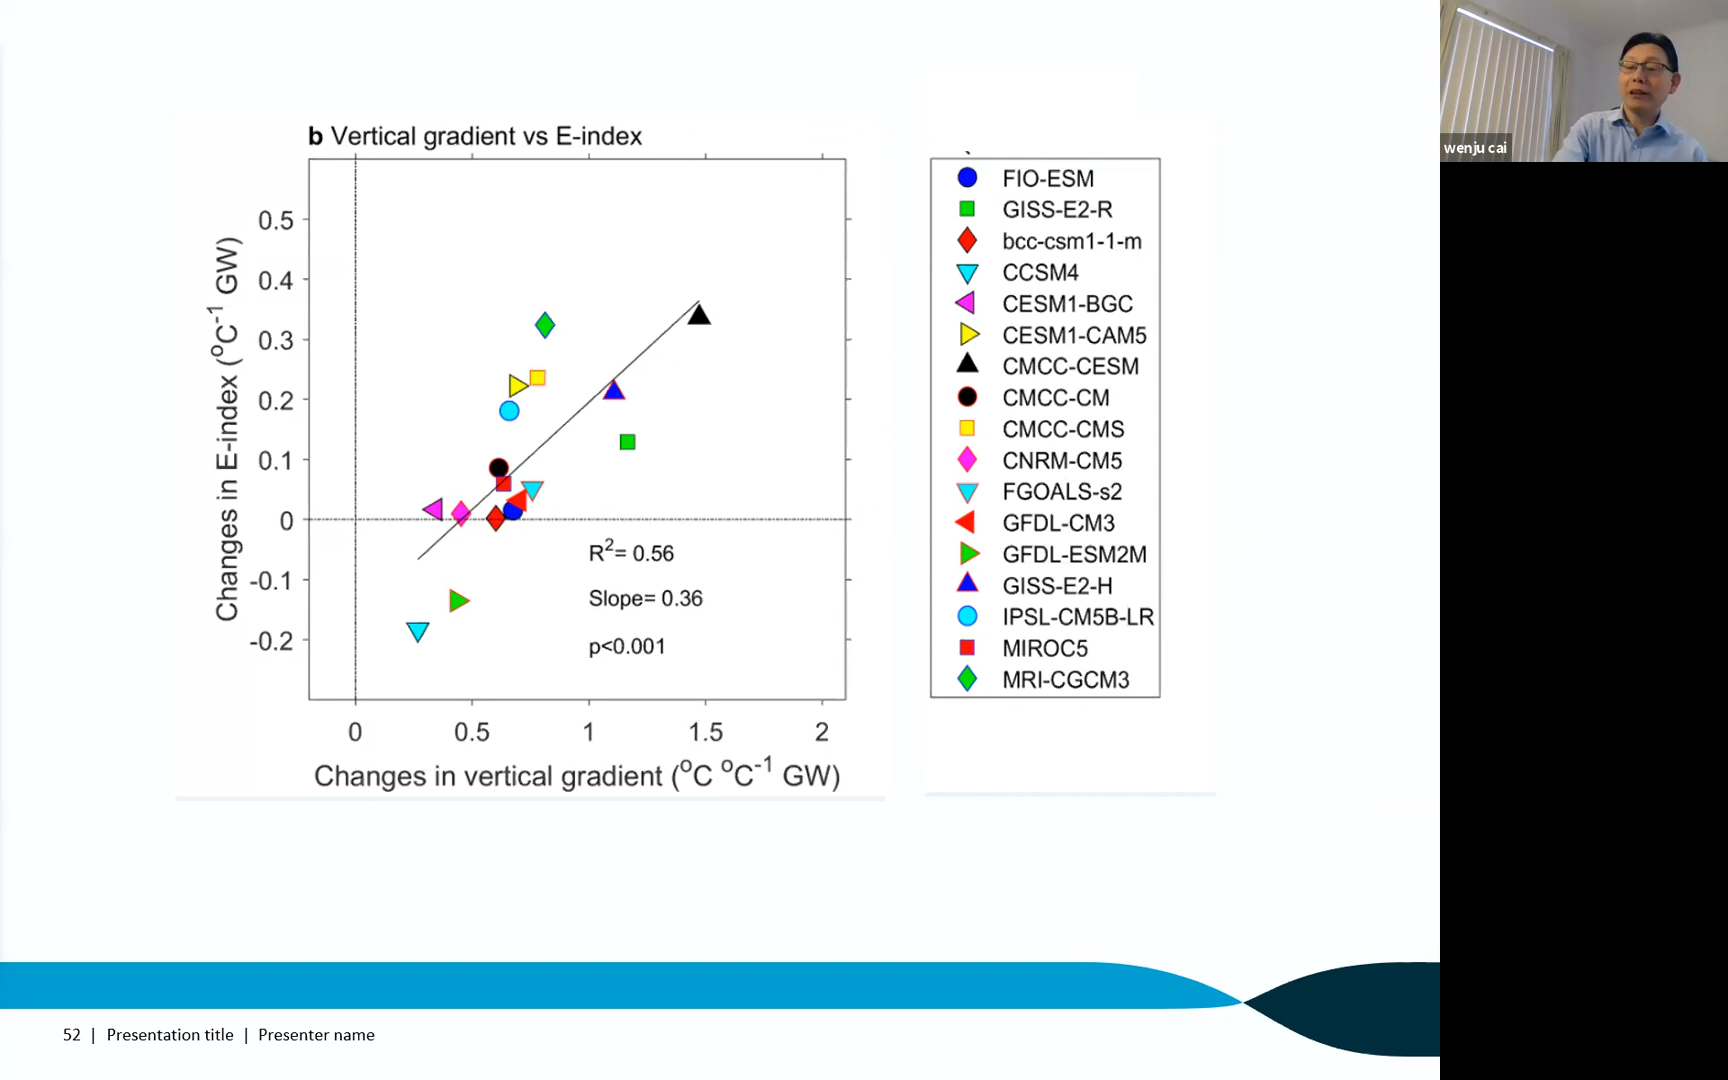 wenju cai
b Vertical gradient vs E-index
Changes in E-index (°C⁻¹ GW)
0.5
0.4
0.3
0.2
0.1
0
-0.1
-0.2
R²= 0.56
Slope= 0.36
p<0.001
0 0.5 1 1.5 2
Changes in vertical gradient (°C °C⁻¹ GW)
FIO-ESM
GISS-E2-R
bcc-csm1-1-m
CCSM4
CESM1-BGC
CESM1-CAM5
CMCC-CESM
CMCC-CM
CMCC-CMS
CNRM-CM5
FGOALS-s2
GFDL-CM3
GFDL-ESM2M
GISS-E2-H
IPSL-CM5B-LR
MIROC5
MRI-CGCM3
52 | Presentation title | Presenter name